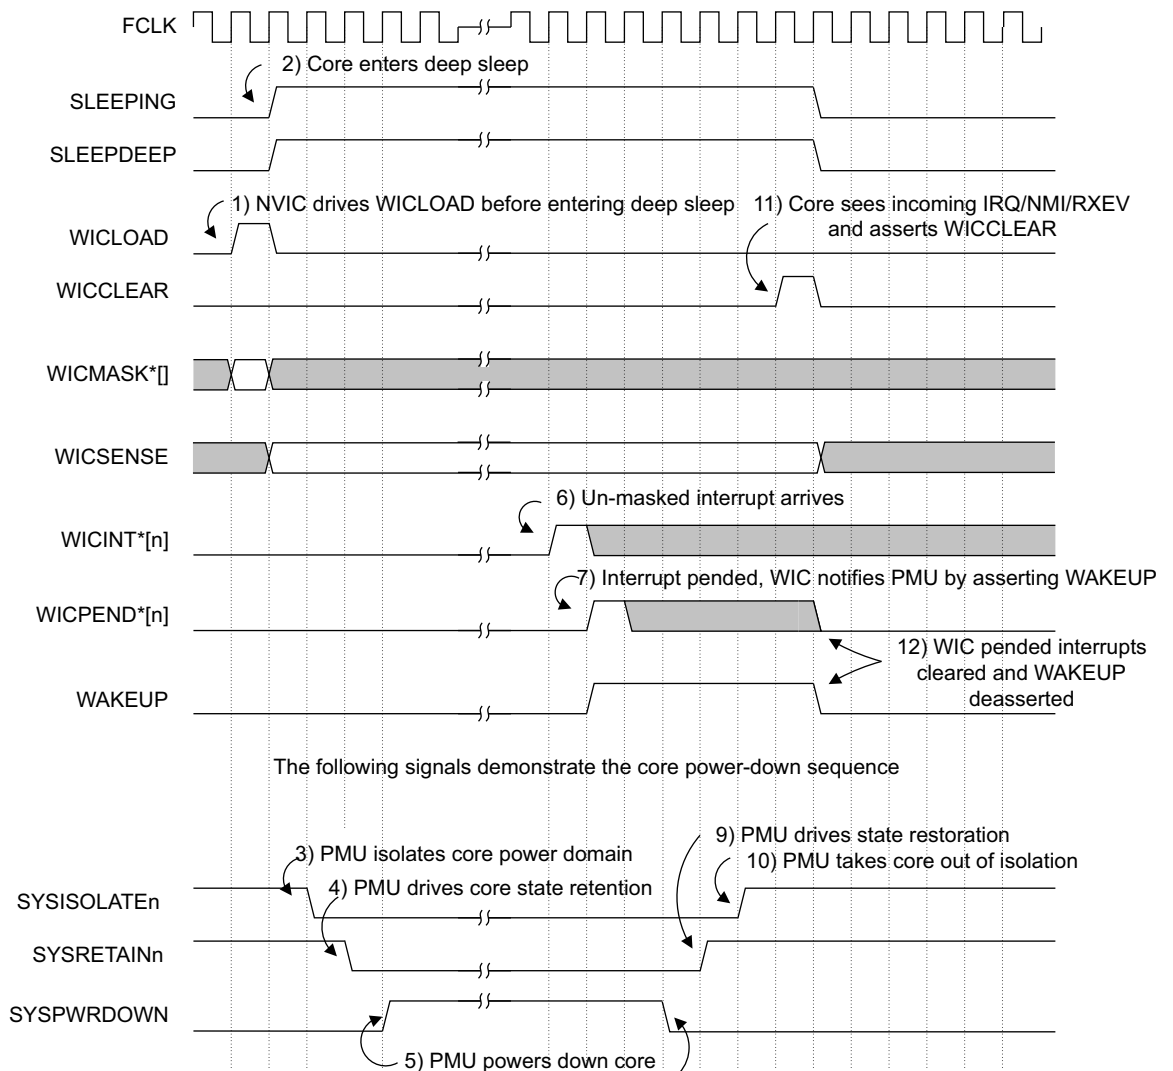 FCLK
2) Core enters deep sleep
SLEEPING
SLEEPDEEP
1) NVIC drives WICLOAD before entering deep sleep
11) Core sees incoming IRQ/NMI/RXEV
and asserts WICCLEAR
WICLOAD
WICCLEAR
WICMASK*[]
WICSENSE
6) Un-masked interrupt arrives
WICINT*[n]
7) Interrupt pended, WIC notifies PMU by asserting WAKEUP
WICPEND*[n]
12) WIC pended interrupts
cleared and WAKEUP
deasserted
WAKEUP
The following signals demonstrate the core power-down sequence
9) PMU drives state restoration
3) PMU isolates core power domain
10) PMU takes core out of isolation
4) PMU drives core state retention
SYSISOLATEn
SYSRETAINn
SYSPWRDOWN
5) PMU powers down core